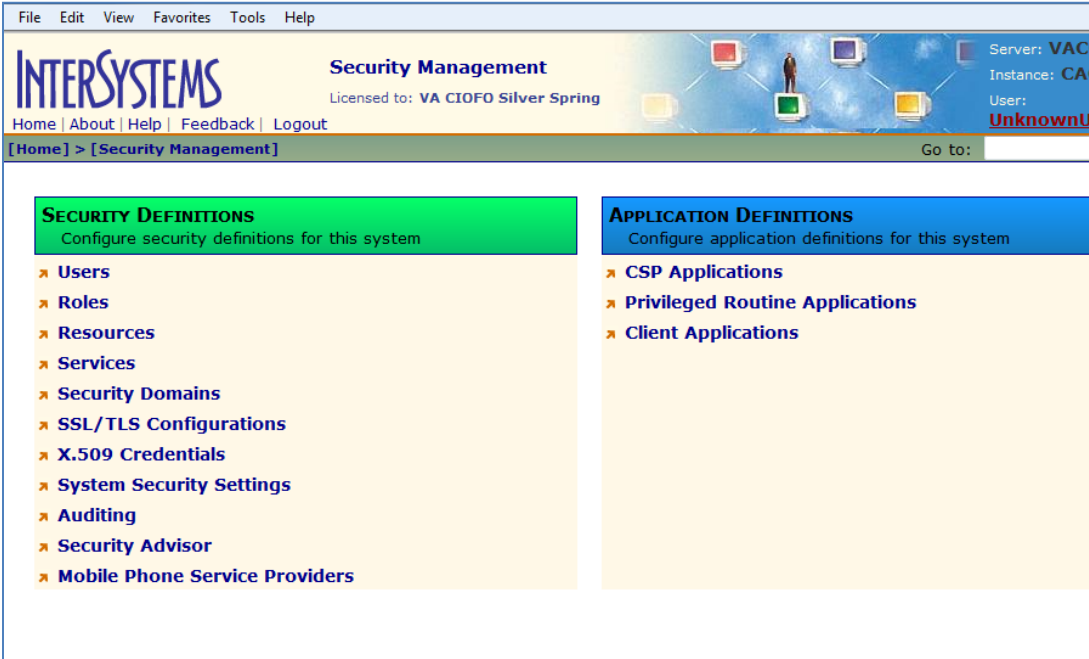 File Edit View Favorites Tools Help
INTERSYSTEMS
Security Management
Licensed to: VA CIOFO Silver Spring
Home | About | Help | Feedback | Logout
Server: VAC
Instance: CA
User:
UnknownU
[Home] > [Security Management]
Go to:
SECURITY DEFINITIONS
Configure security definitions for this system
Users
Roles
Resources
Services
Security Domains
SSL/TLS Configurations
X.509 Credentials
System Security Settings
Auditing
Security Advisor
Mobile Phone Service Providers
APPLICATION DEFINITIONS
Configure application definitions for this system
CSP Applications
Privileged Routine Applications
Client Applications